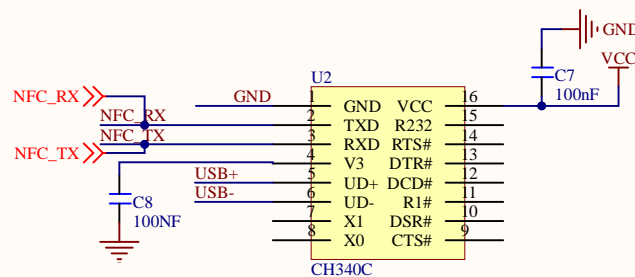 GND
VCC
C7
100nF
U2
NFC_RX
GND
1 GND VCC 16
NFC_RX 2 TXD R232 15
NFC_TX 3 RXD RTS# 14
NFC_TX
4 V3 DTR# 13
USB+ 5 UD+ DCD# 12
USB- 6 UD- R1# 11
C8
100NF
7 X1 DSR# 10
8 X0 CTS# 9
CH340C